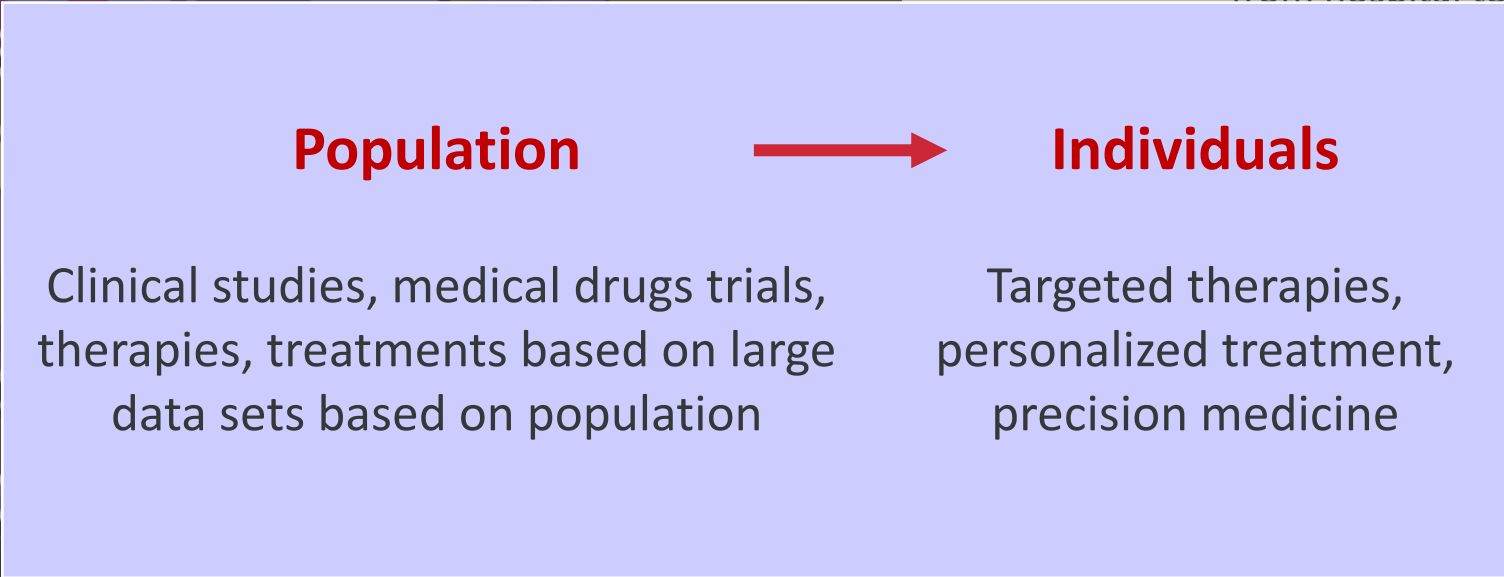 Population
Individuals
Clinical studies, medical drugs trials,
therapies, treatments based on large
data sets based on population
Targeted therapies,
personalized treatment,
precision medicine